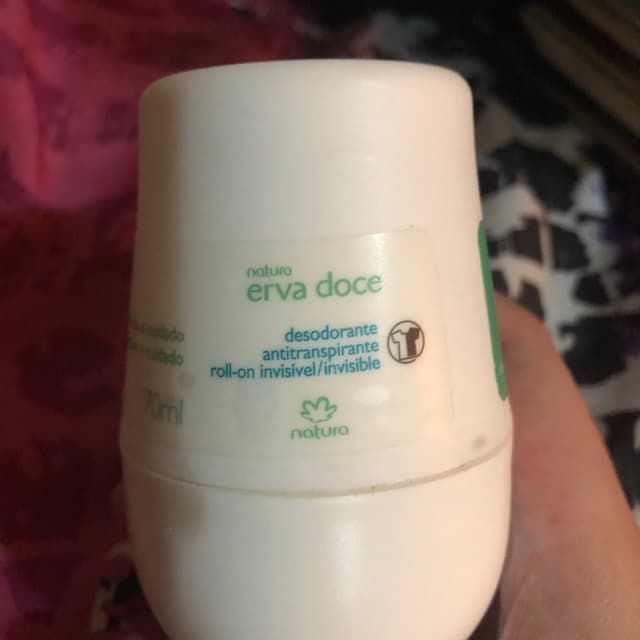 natura
erva doce
desodorante
antitranspirante
roll-on invisível/invisible
natura
70ml